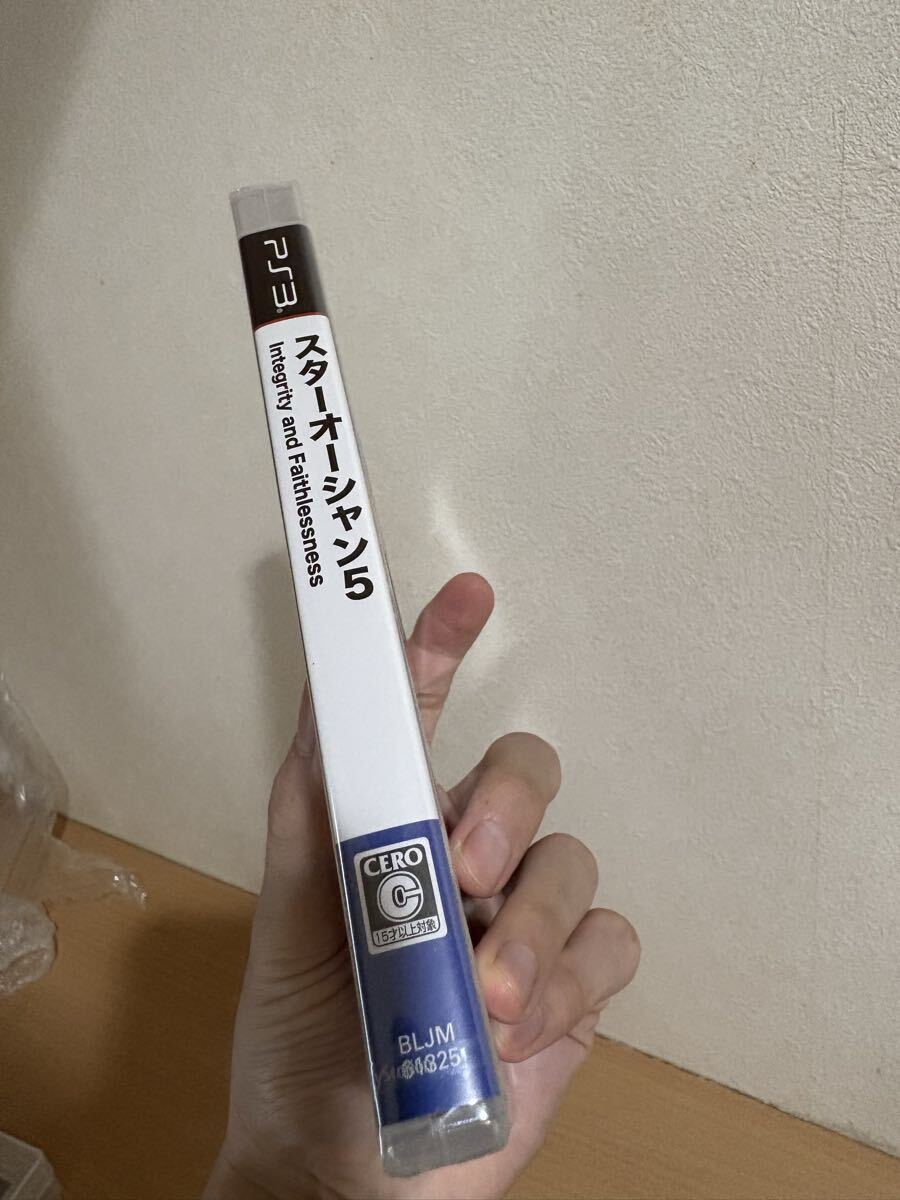 PS3
スターオーシャン5
Integrity and Faithlessness
CERO
C
15才以上対象
BLJM